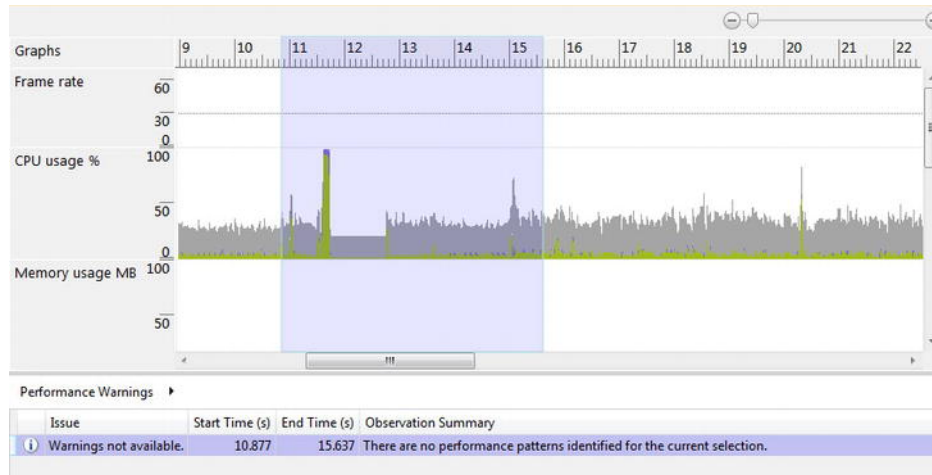 Graphs 9 10 11 12 13 14 15 16 17 18 19 20 21 22
Frame rate 60
30
0
CPU usage % 100
50
0
Memory usage MB 100
50
Performance Warnings
Issue Start Time (s) End Time (s) Observation Summary
Warnings not available. 10.877 15.637 There are no performance patterns identified for the current selection.